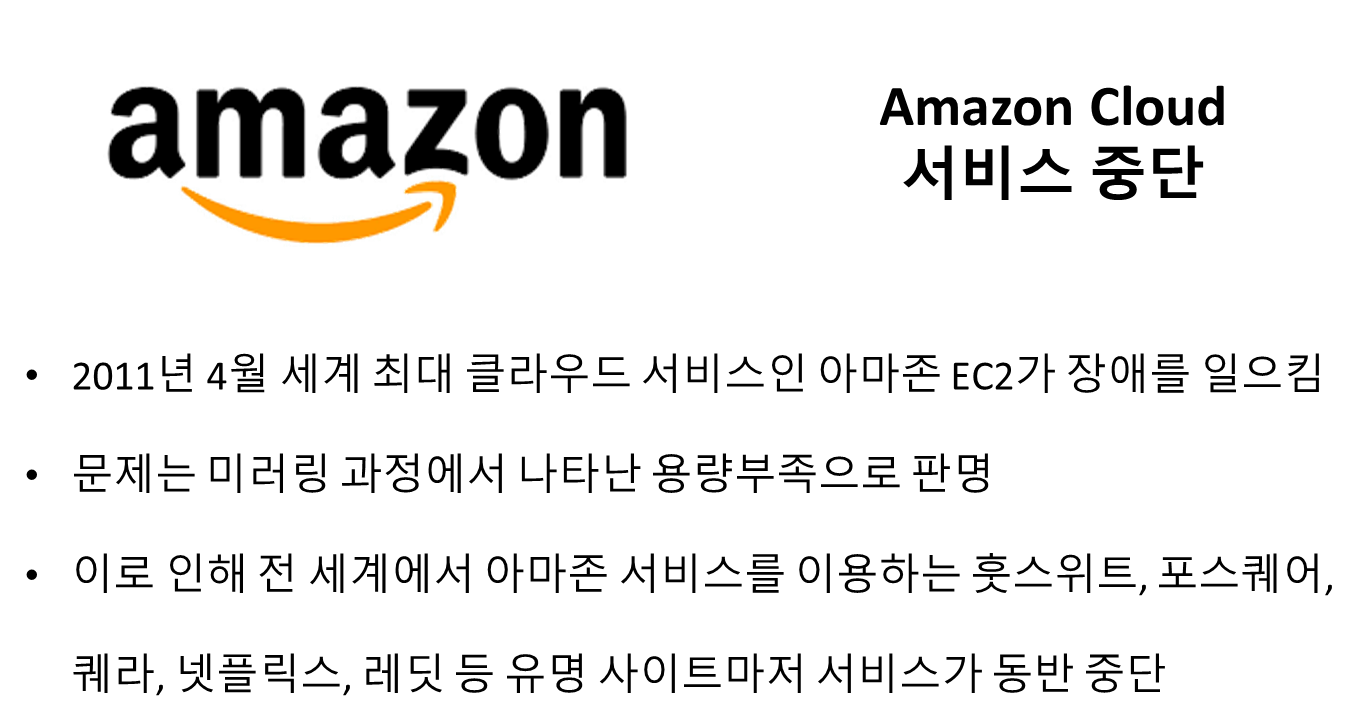 amazon
Amazon Cloud
서비스 중단
• 2011년 4월 세계 최대 클라우드 서비스인 아마존 EC2가 장애를 일으킴
• 문제는 미러링 과정에서 나타난 용량부족으로 판명
• 이로 인해 전 세계에서 아마존 서비스를 이용하는 훗스위트, 포스퀘어,
퀘라, 넷플릭스, 레딧 등 유명 사이트마저 서비스가 동반 중단